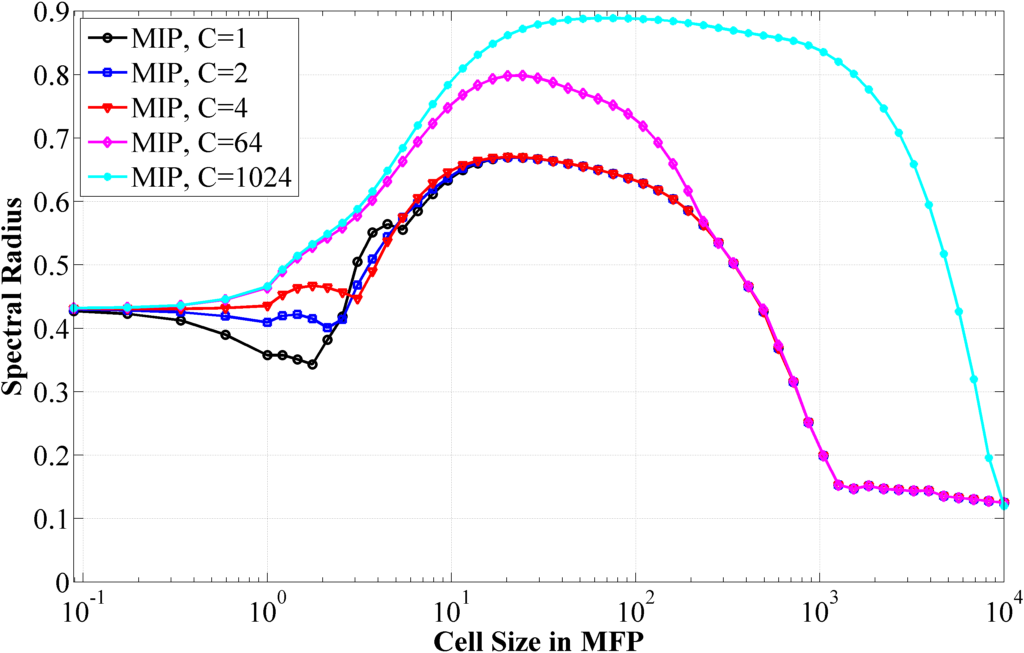 0.9
0.8
0.7
0.6
0.5
0.4
0.3
0.2
0.1
0
Spectral Radius
MIP, C=1
MIP, C=2
MIP, C=4
MIP, C=64
MIP, C=1024
10^-1
10^0
10^1
10^2
10^3
10^4
Cell Size in MFP